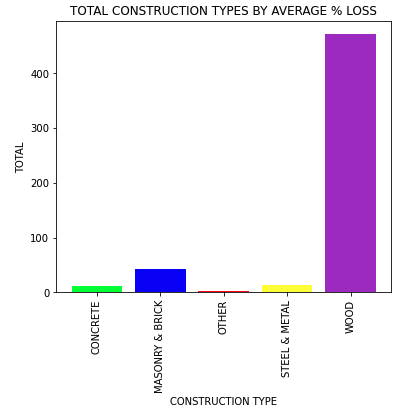 TOTAL CONSTRUCTION TYPES BY AVERAGE % LOSS
400
300
200
100
0
TOTAL
CONCRETE
MASONRY & BRICK
OTHER
STEEL & METAL
WOOD
CONSTRUCTION TYPE